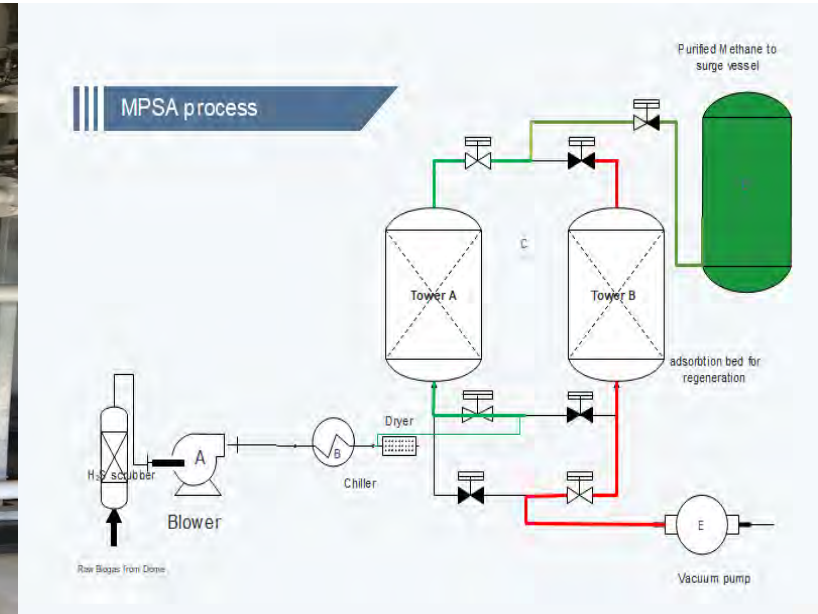 Purified Methane to
surge vessel
MPSA process
C
Tower A
Tower B
adsorbtion bed for
regeneration
Dryer
A
B
H₂S scrubber
Chiller
Blower
E
Vacuum pump
Raw Biogas from Dome